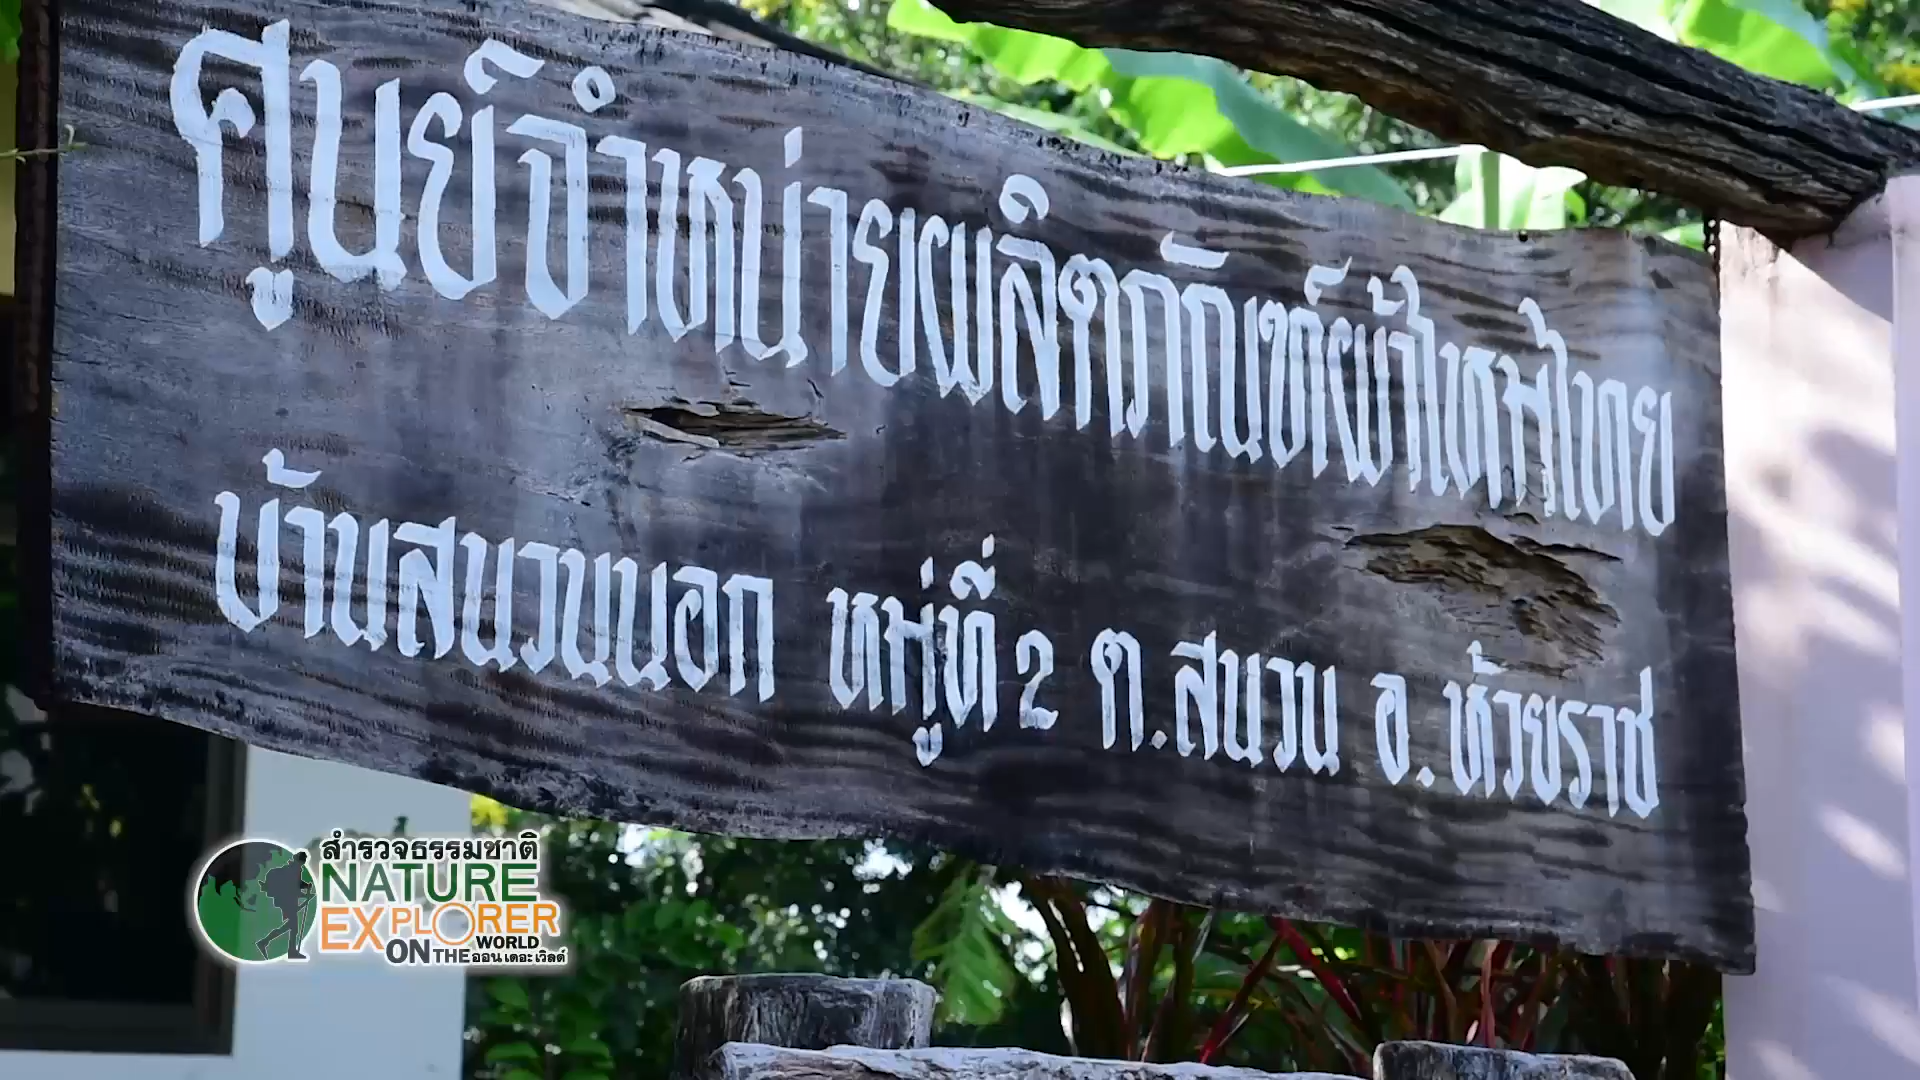 ศูนย์จำหน่ายผลิตภัณฑ์ผ้าไหมไทย
บ้านสนวนนอก หมู่ที่ 2 ต.สนวน อ.ห้วยราช
สำรวจธรรมชาติ
NATURE
EXPLORER
ON THE WORLD ออน เดอะ เวิลด์